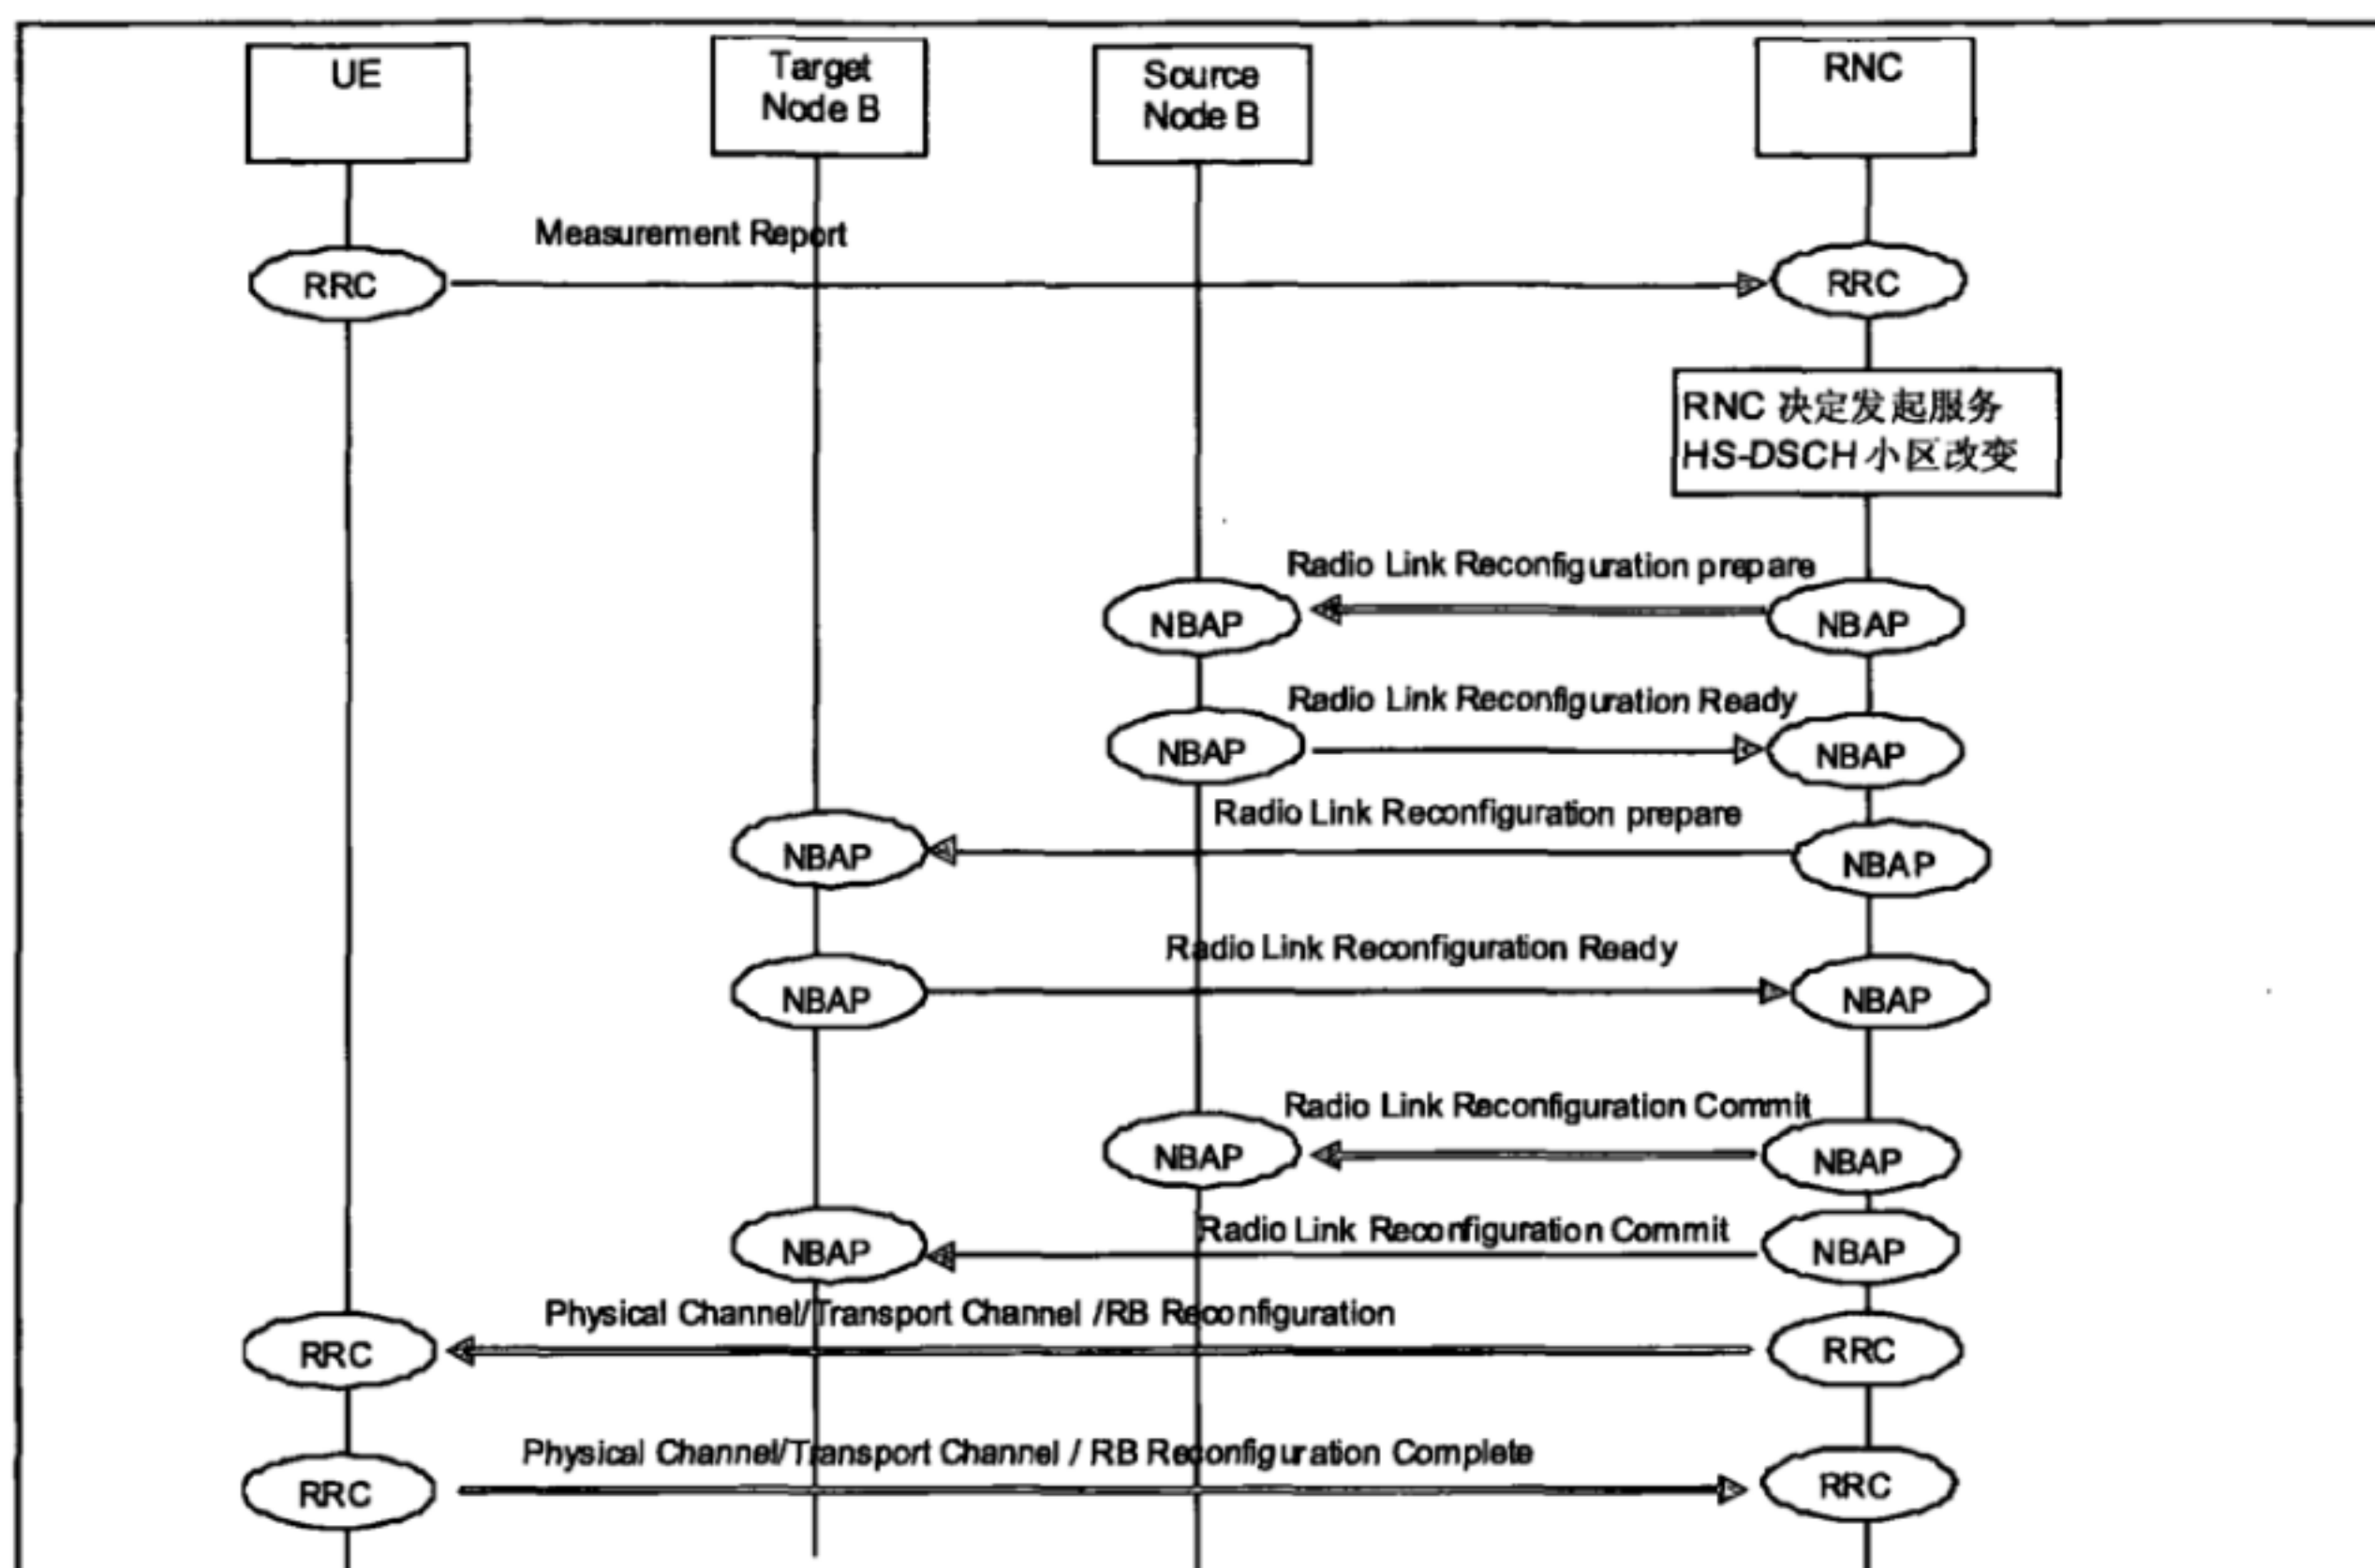 UE
Target
Node B
Source
Node B
RNC
Measurement Report
RRC
RRC
RNC 决定发起服务
HS-DSCH 小区改变
Radio Link Reconfiguration prepare
NBAP
NBAP
Radio Link Reconfiguration Ready
NBAP
NBAP
Radio Link Reconfiguration prepare
NBAP
NBAP
Radio Link Reconfiguration Ready
NBAP
NBAP
Radio Link Reconfiguration Commit
NBAP
NBAP
Radio Link Reconfiguration Commit
NBAP
NBAP
Physical Channel/Transport Channel /RB Reconfiguration
RRC
RRC
Physical Channel/Transport Channel / RB Reconfiguration Complete
RRC
RRC